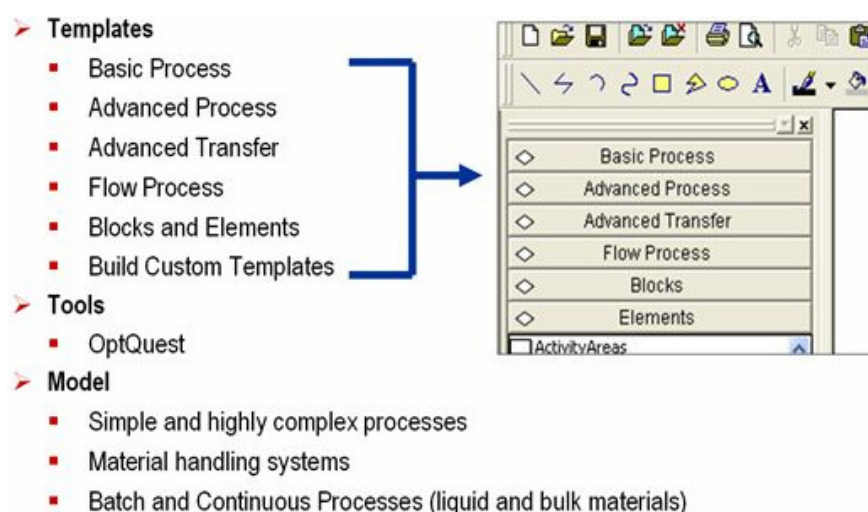 Templates
Basic Process
Advanced Process
Advanced Transfer
Flow Process
Blocks and Elements
Build Custom Templates
Tools
OptQuest
Model
Simple and highly complex processes
Material handling systems
Batch and Continuous Processes (liquid and bulk materials)
A
Basic Process
Advanced Process
Advanced Transfer
Flow Process
Blocks
Elements
ActivityAreas